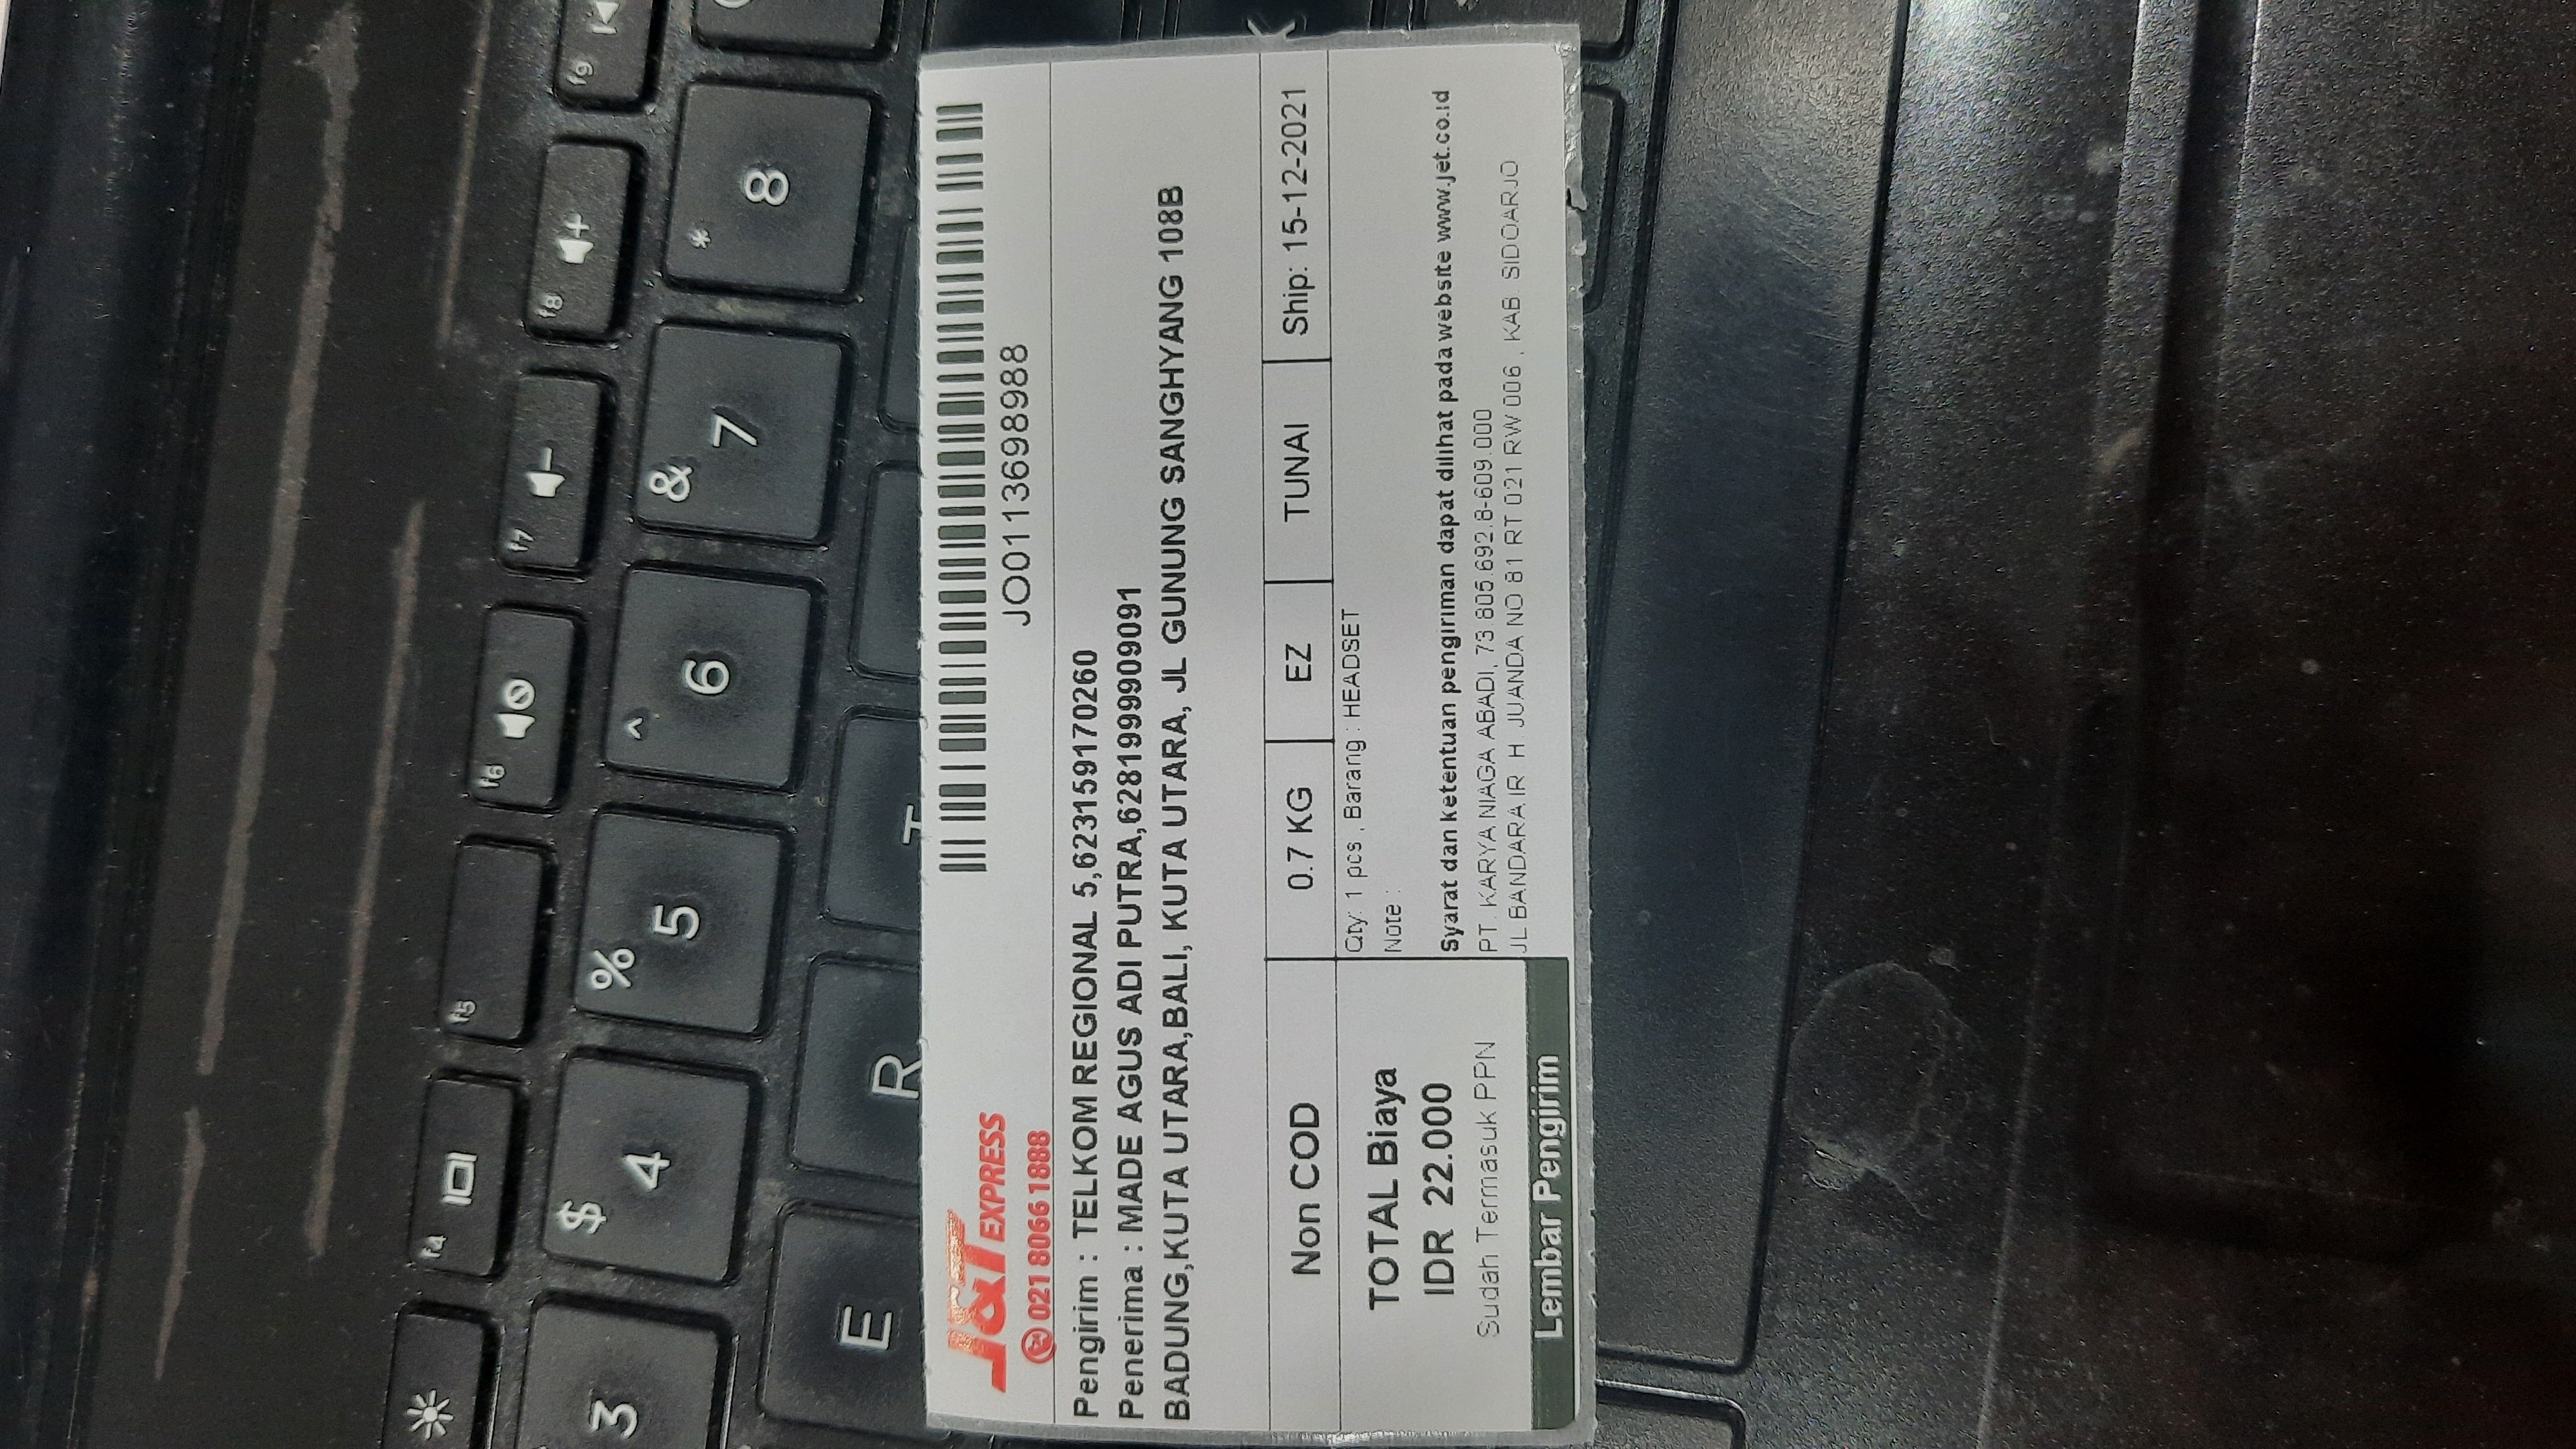 f4
f5
f6
f7
f8
f9
3
$ 4
% 5
^ 6
& 7
* 8
E
R
T
J&T EXPRESS
021 8066 1888
JO0113698988
Pengirim : TELKOM REGIONAL 5,623159170260
Penerima : MADE AGUS ADI PUTRA,6281999909091
BADUNG,KUTA UTARA,BALI, KUTA UTARA, JL GUNUNG SANGHYANG 108B
Non COD
0.7 KG
EZ
TUNAI
Ship: 15-12-2021
TOTAL Biaya
IDR 22.000
Sudah Termasuk PPN
Lembar Pengirim
Qty: 1 pcs , Barang : HEADSET
Note :
Syarat dan ketentuan pengiriman dapat dilihat pada website www.jet.co.id
PT. KARYA NIAGA ABADI, 73.805.692.8-609.000
JL BANDARA IR. H. JUANDA NO 81 RT 021 RW 006 , KAB. SIDOARJO
K